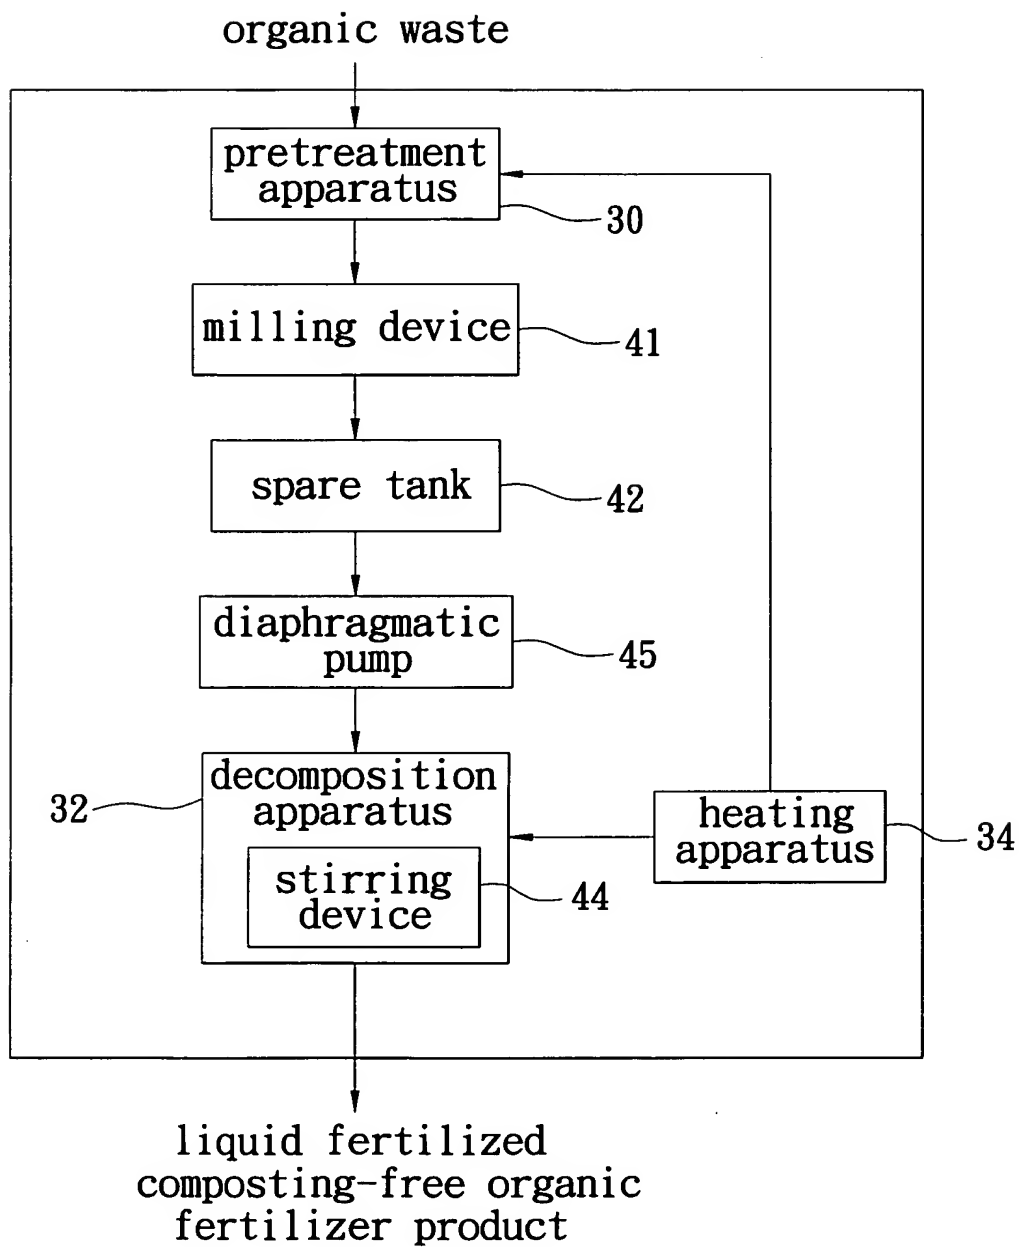 organic waste
pretreatment
apparatus
30
milling device
41
spare tank
42
diaphragmatic
pump
45
decomposition
apparatus
32
stirring
device
44
heating
apparatus
34
liquid fertilized
composting-free organic
fertilizer product